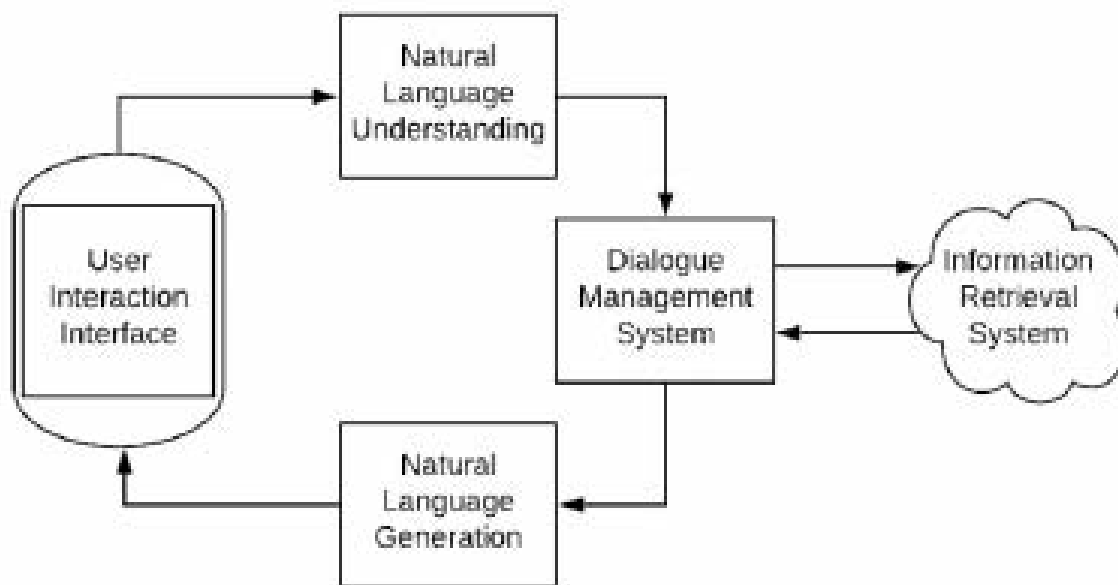 Natural
Language
Understanding
User
Interaction
Interface
Dialogue
Management
System
Information
Retrieval
System
Natural
Language
Generation